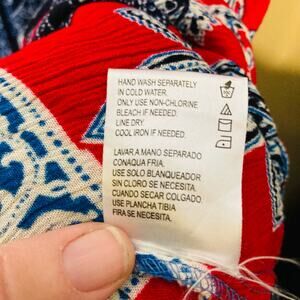 HAND WASH SEPARATELY
IN COLD WATER.
ONLY USE NON-CHLORINE
BLEACH IF NEEDED.
LINE DRY.
COOL IRON IF NEEDED.
LAVAR A MANO SEPARADO
CONAQUA FRIA.
USE SOLO BLANQUEADOR
SIN CLORO SE NECESITA.
CUANDO SECAR COLGADO.
USE PLANCHA TIBIA
FIRA SE NECESITA.